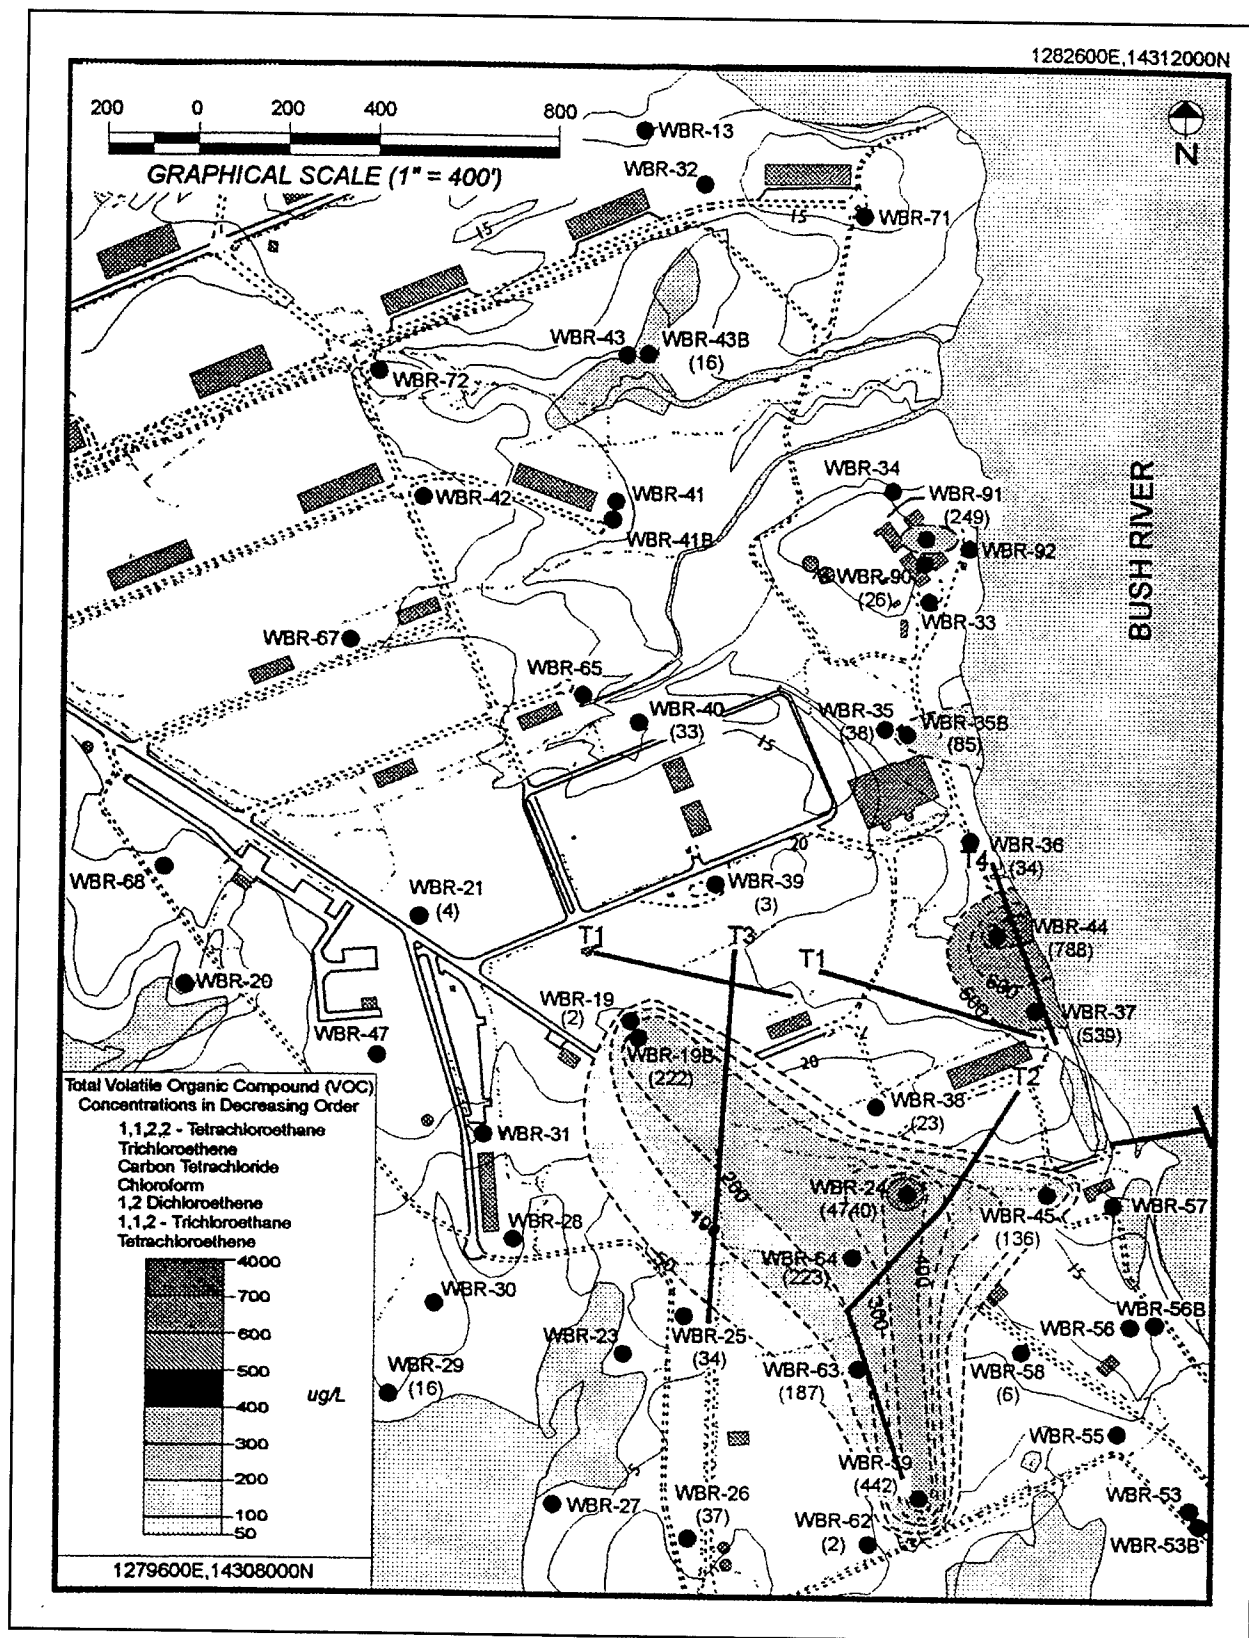 1282600E,14312000N
200 0 200 400 800
GRAPHICAL SCALE (1" = 400')
N
WBR-13
WBR-32
15
15
WBR-71
WBR-43
WBR-43B
(16)
WBR-72
WBR-34
WBR-42
WBR-41
WBR-91
(249)
WBR-41B
WBR-92
WBR-90
(26)
WBR-33
BUSH RIVER
WBR-67
WBR-65
WBR-40
(33)
15
WBR-35
(38)
WBR-35B
(85)
20
WBR-36
(34)
T4
WBR-68
WBR-21
(4)
WBR-39
(3)
WBR-44
(788)
T1
T3
T1
600
500
WBR-20
WBR-19
(2)
WBR-37
(539)
WBR-47
WBR-19B
(222)
20
T2
WBR-38
(23)
WBR-31
200
WBR-24
(4740)
WBR-45
(136)
WBR-57
100
WBR-28
50
WBR-64
(223)
400
15
WBR-30
300
WBR-56B
WBR-23
WBR-25
(34)
WBR-56
WBR-29
(16)
WBR-63
(187)
WBR-58
(6)
WBR-55
WBR-59
(442)
5
WBR-27
WBR-26
(37)
WBR-62
(2)
WBR-53
WBR-53B
Total Volatile Organic Compound (VOC)
Concentrations in Decreasing Order
1,1,2,2 - Tetrachloroethane
Trichloroethene
Carbon Tetrachloride
Chloroform
1,2 Dichloroethene
1,1,2 - Trichloroethane
Tetrachloroethene
4000
700
600
500
ug/L
400
300
200
100
50
1279600E,14308000N